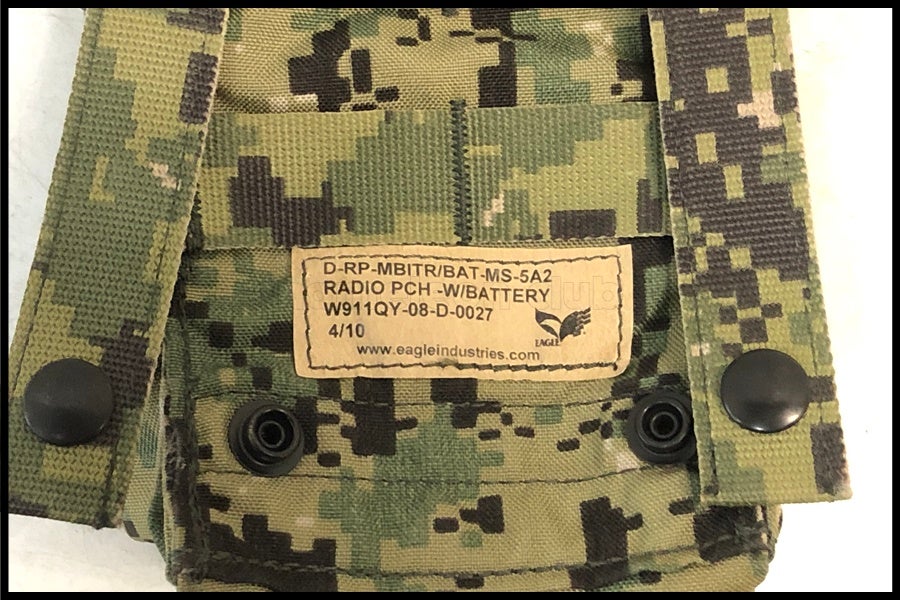 D-RP-MBITR/BAT-MS-5A2
RADIO PCH -W/BATTERY
W911QY-08-D-0027
4/10
EAGLE
www.eagleindustries.com